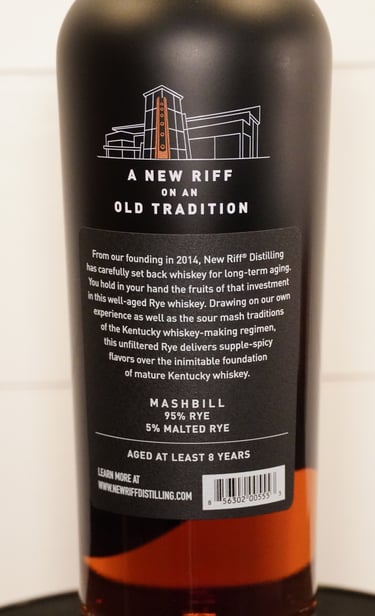 A NEW RIFF
ON AN
OLD TRADITION
From our founding in 2014, New Riff® Distilling
has carefully set back whiskey for long-term aging.
You hold in your hand the fruits of that investment
in this well-aged Rye whiskey. Drawing on our own
experience as well as the sour mash traditions
of the Kentucky whiskey-making regimen,
this unfiltered Rye delivers supple-spicy
flavors over the inimitable foundation
of mature Kentucky whiskey.
MASHBILL
95% RYE
5% MALTED RYE
AGED AT LEAST 8 YEARS
LEARN MORE AT
WWW.NEWRIFFDISTILLING.COM
8 56302 00555